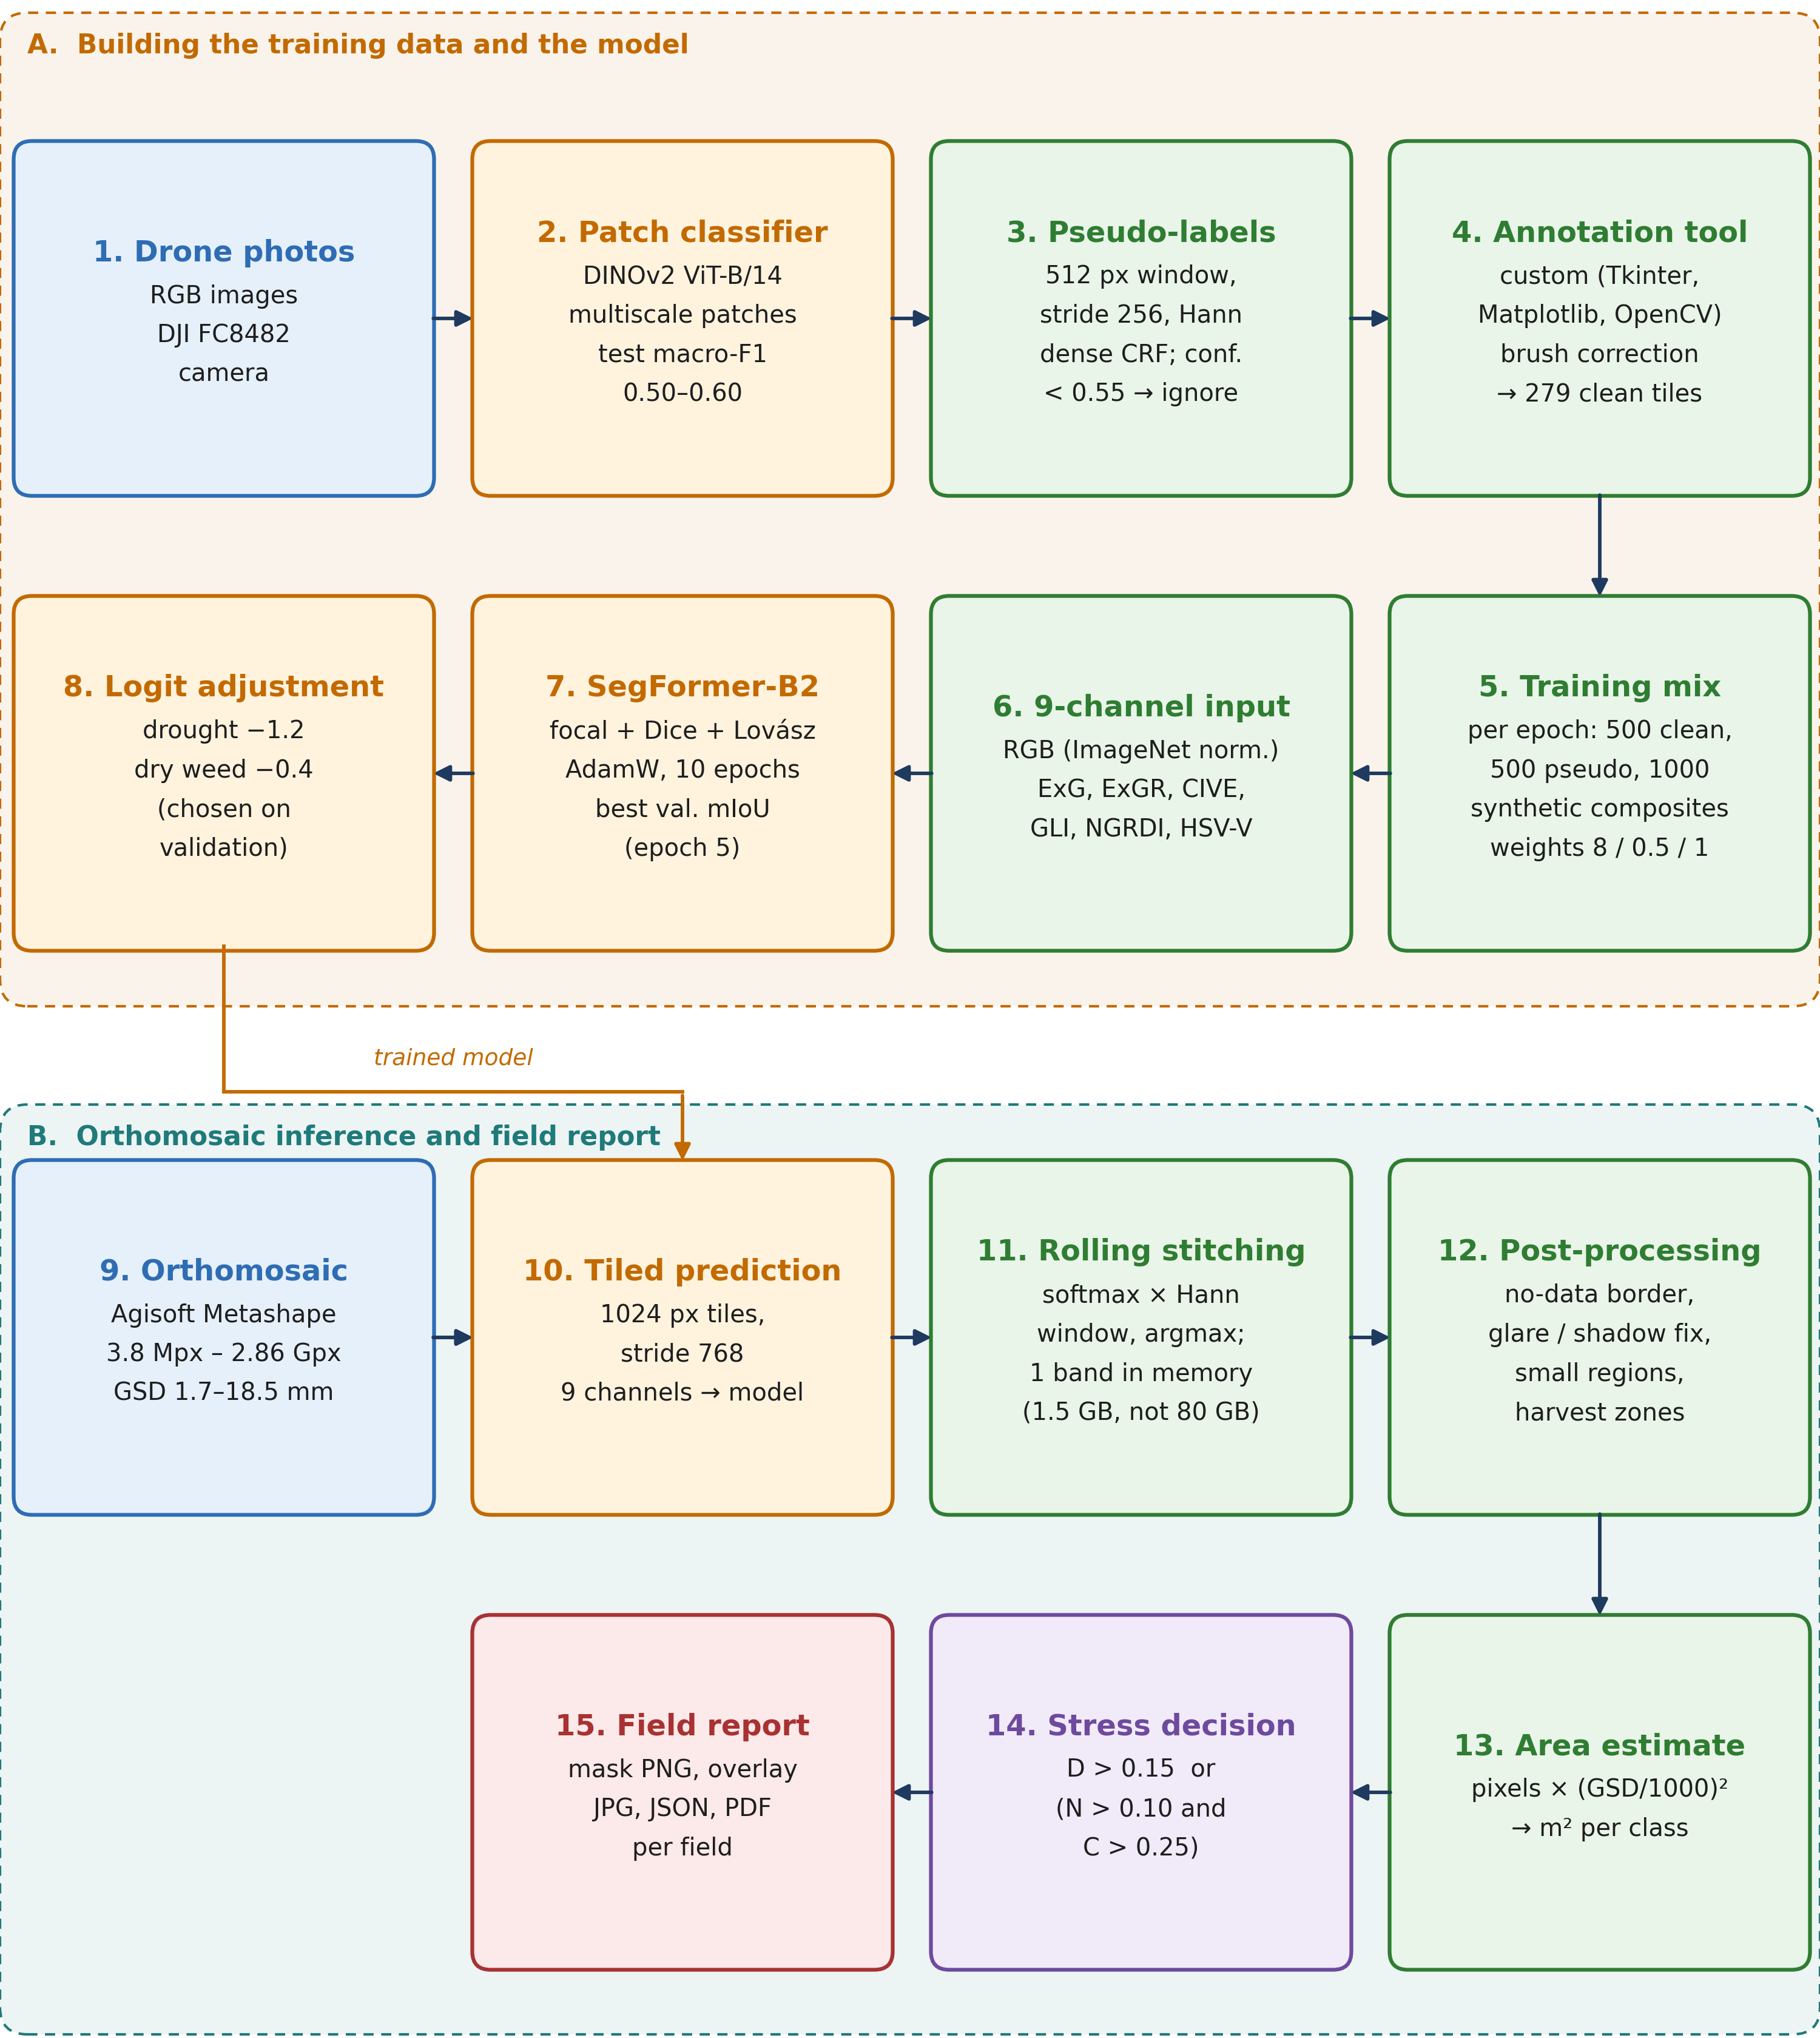 A.  Building the training data and the model
1. Drone photos
RGB images
DJI FC8482
camera
2. Patch classifier
DINOv2 ViT-B/14
multiscale patches
test macro-F1
0.50–0.60
3. Pseudo-labels
512 px window,
stride 256, Hann
dense CRF; conf.
< 0.55 → ignore
4. Annotation tool
custom (Tkinter,
Matplotlib, OpenCV)
brush correction
→ 279 clean tiles
8. Logit adjustment
drought −1.2
dry weed −0.4
(chosen on
validation)
7. SegFormer-B2
focal + Dice + Lovász
AdamW, 10 epochs
best val. mIoU
(epoch 5)
6. 9-channel input
RGB (ImageNet norm.)
ExG, ExGR, CIVE,
GLI, NGRDI, HSV-V
5. Training mix
per epoch: 500 clean,
500 pseudo, 1000
synthetic composites
weights 8 / 0.5 / 1
trained model
B.  Orthomosaic inference and field report
9. Orthomosaic
Agisoft Metashape
3.8 Mpx – 2.86 Gpx
GSD 1.7–18.5 mm
10. Tiled prediction
1024 px tiles,
stride 768
9 channels → model
11. Rolling stitching
softmax × Hann
window, argmax;
1 band in memory
(1.5 GB, not 80 GB)
12. Post-processing
no-data border,
glare / shadow fix,
small regions,
harvest zones
15. Field report
mask PNG, overlay
JPG, JSON, PDF
per field
14. Stress decision
D > 0.15  or
(N > 0.10 and
C > 0.25)
13. Area estimate
pixels × (GSD/1000)²
→ m² per class